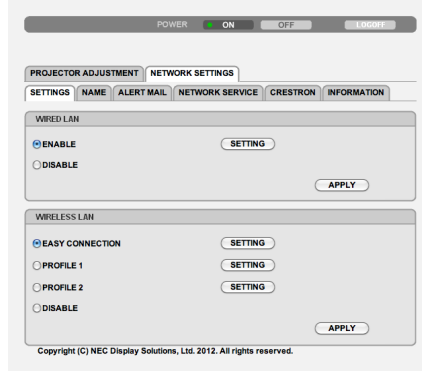 POWER ON OFF LOGOFF
PROJECTOR ADJUSTMENT NETWORK SETTINGS
SETTINGS NAME ALERT MAIL NETWORK SERVICE CRESTRON INFORMATION
WIRED LAN
ENABLE SETTING
DISABLE
APPLY
WIRELESS LAN
EASY CONNECTION SETTING
PROFILE 1 SETTING
PROFILE 2 SETTING
DISABLE
APPLY
Copyright (C) NEC Display Solutions, Ltd. 2012. All rights reserved.